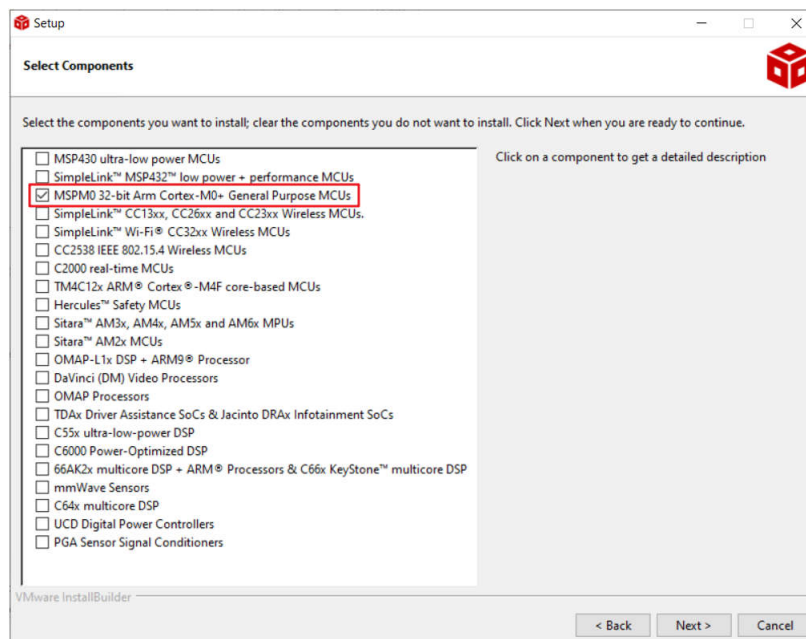 Setup
Select Components
Select the components you want to install; clear the components you do not want to install. Click Next when you are ready to continue.
MSP430 ultra-low power MCUs
SimpleLink™ MSP432™ low power + performance MCUs
MSPM0 32-bit Arm Cortex-M0+ General Purpose MCUs
SimpleLink™ CC13xx, CC26xx and CC23xx Wireless MCUs.
SimpleLink™ Wi-Fi® CC32xx Wireless MCUs
CC2538 IEEE 802.15.4 Wireless MCUs
C2000 real-time MCUs
TM4C12x ARM® Cortex®-M4F core-based MCUs
Hercules™ Safety MCUs
Sitara™ AM3x, AM4x, AM5x and AM6x MPUs
Sitara™ AM2x MCUs
OMAP-L1x DSP + ARM9® Processor
DaVinci (DM) Video Processors
OMAP Processors
TDAx Driver Assistance SoCs & Jacinto DRAx Infotainment SoCs
C55x ultra-low-power DSP
C6000 Power-Optimized DSP
66AK2x multicore DSP + ARM® Processors & C66x KeyStone™ multicore DSP
mmWave Sensors
C64x multicore DSP
UCD Digital Power Controllers
PGA Sensor Signal Conditioners
Click on a component to get a detailed description
VMware InstallBuilder
< Back
Next >
Cancel